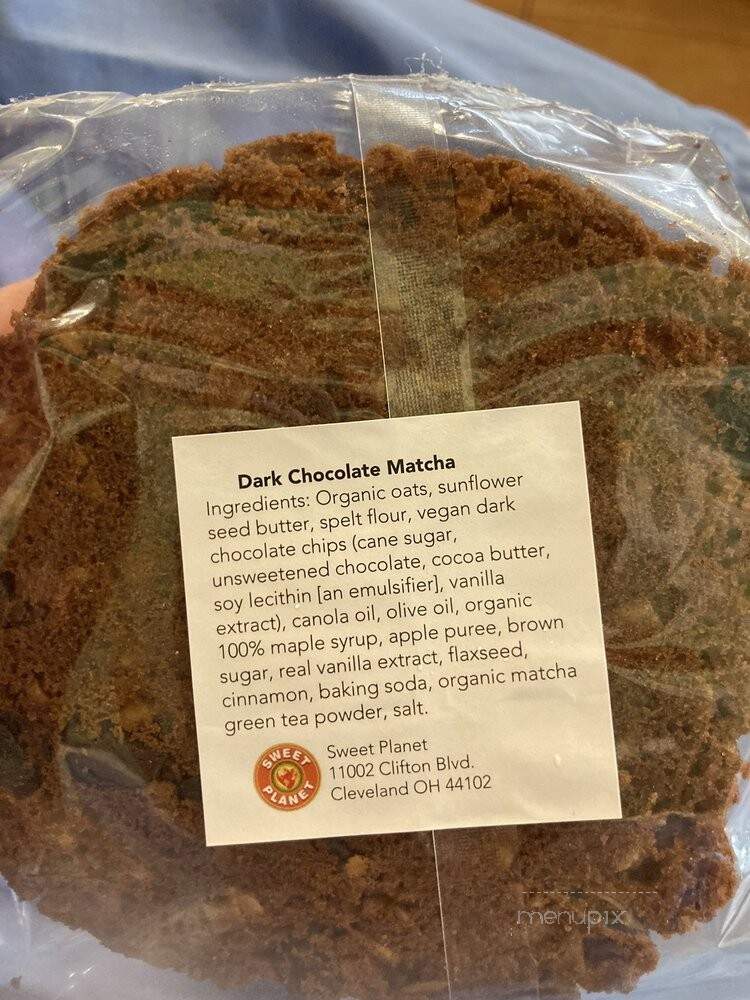 Dark Chocolate Matcha
Ingredients: Organic oats, sunflower
seed butter, spelt flour, vegan dark
chocolate chips (cane sugar,
unsweetened chocolate, cocoa butter,
soy lecithin [an emulsifier], vanilla
extract), canola oil, olive oil, organic
100% maple syrup, apple puree, brown
sugar, real vanilla extract, flaxseed,
cinnamon, baking soda, organic matcha
green tea powder, salt.
SWEET
PLANET
Sweet Planet
11002 Clifton Blvd.
Cleveland OH 44102
menupix